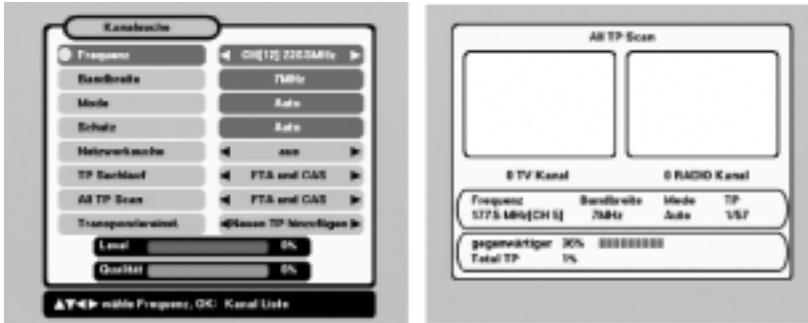 Kanalsuche
Frequenz CH[12] 226.5MHz
Bandbreite 7MHz
Mode Auto
Schutz Auto
Netzwerksuche aus
TP Suchlauf FTA and CAS
All TP Scan FTA and CAS
Transpondereinst. Neuen TP hinzufügen
Level 0%
Qualität 0%
▲▼◀▶ wähle Frequenz, OK: Kanal Liste
All TP Scan
0 TV Kanal 0 RADIO Kanal
Frequenz Bandbreite Mode TP
177.5 MHz[CH 5] 7MHz Auto 1/57
gegenwärtiger 36%
Total TP 1%